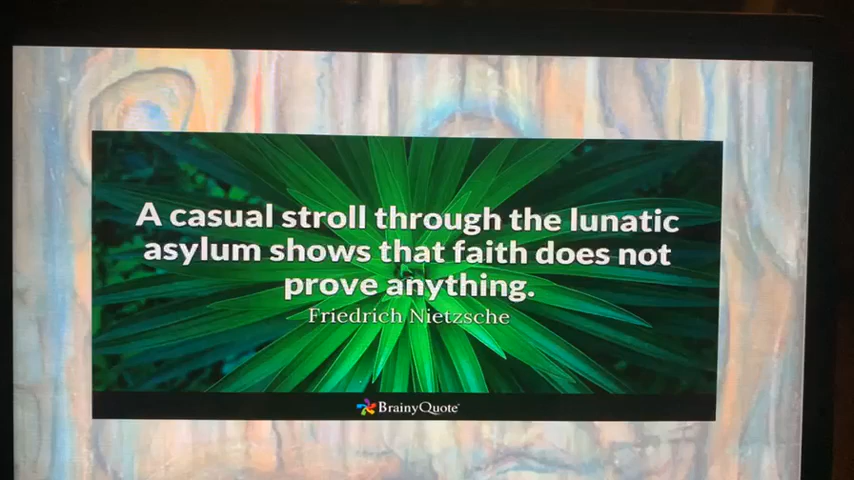 A casual stroll through the lunatic
asylum shows that faith does not
prove anything.
Friedrich Nietzsche
BrainyQuote